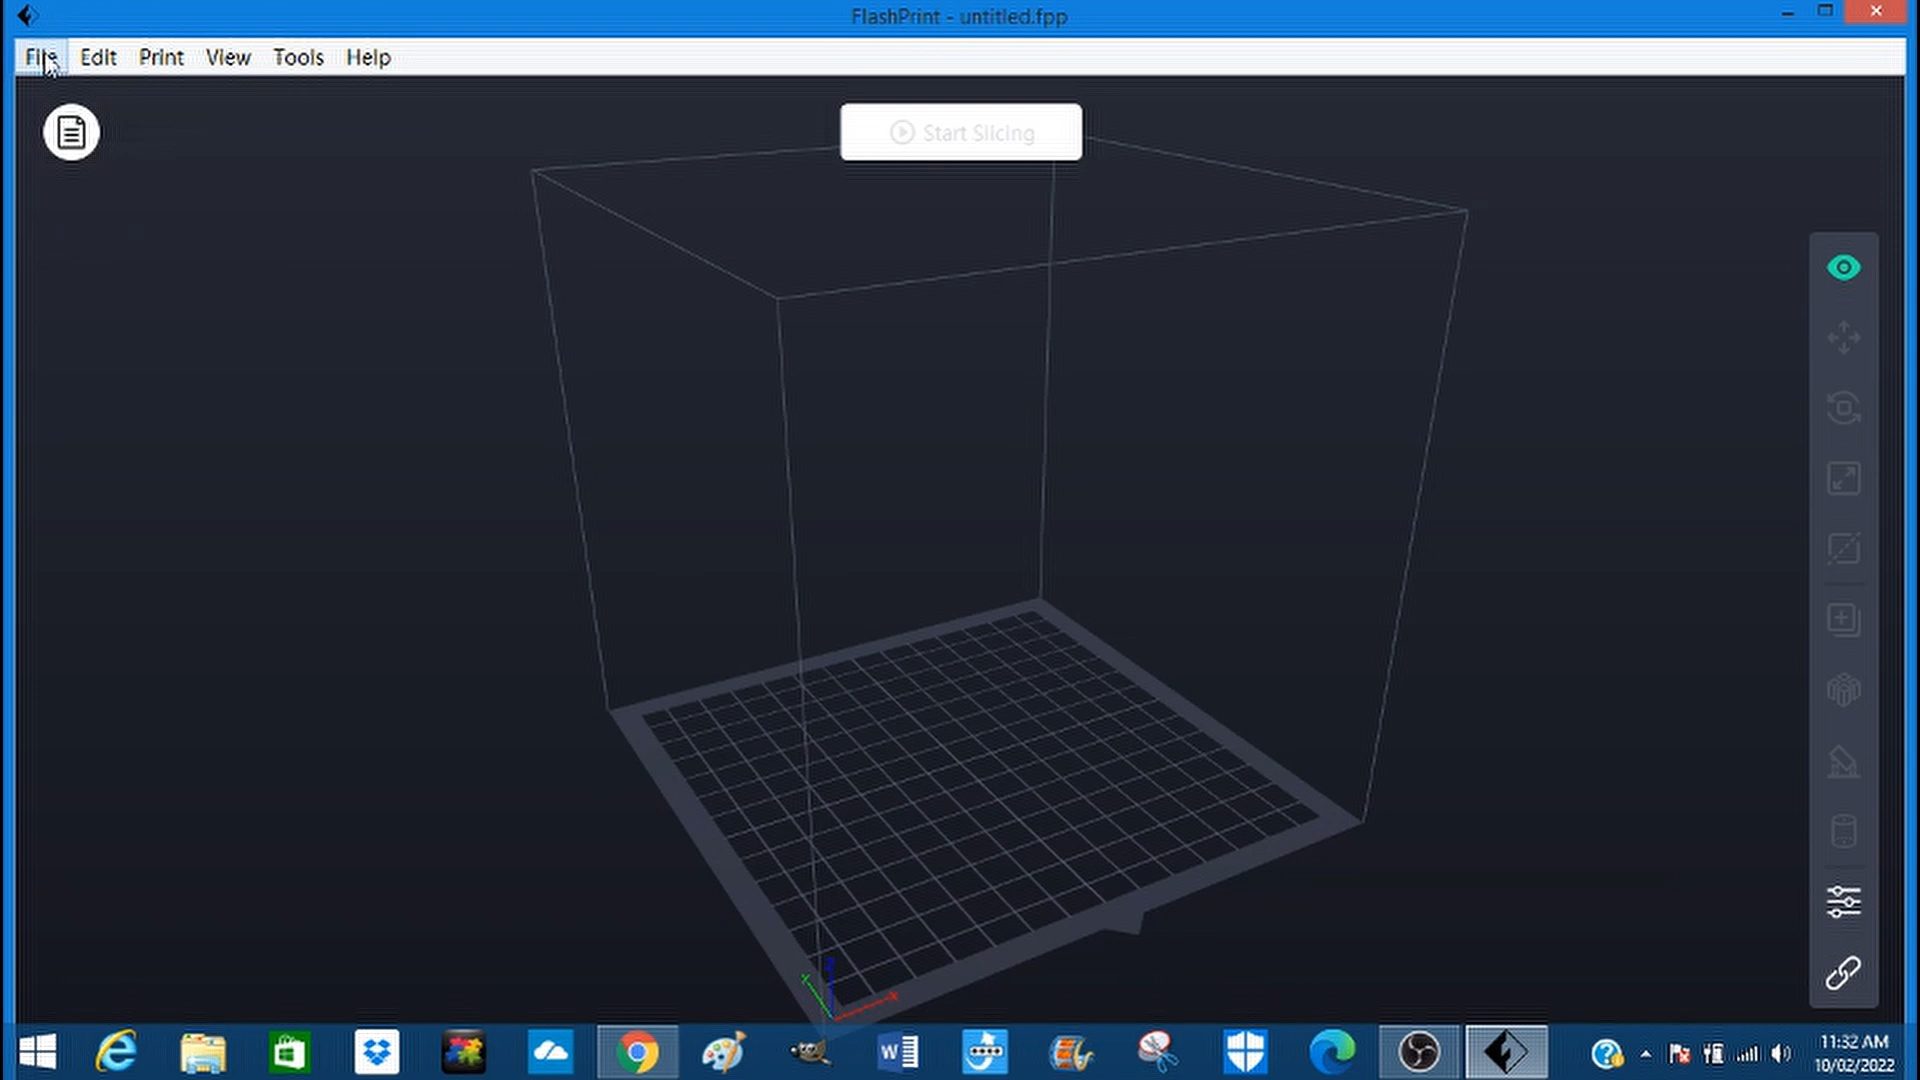 FlashPrint - untitled.fpp
File Edit Print View Tools Help
Start Slicing
11:32 AM
10/02/2022